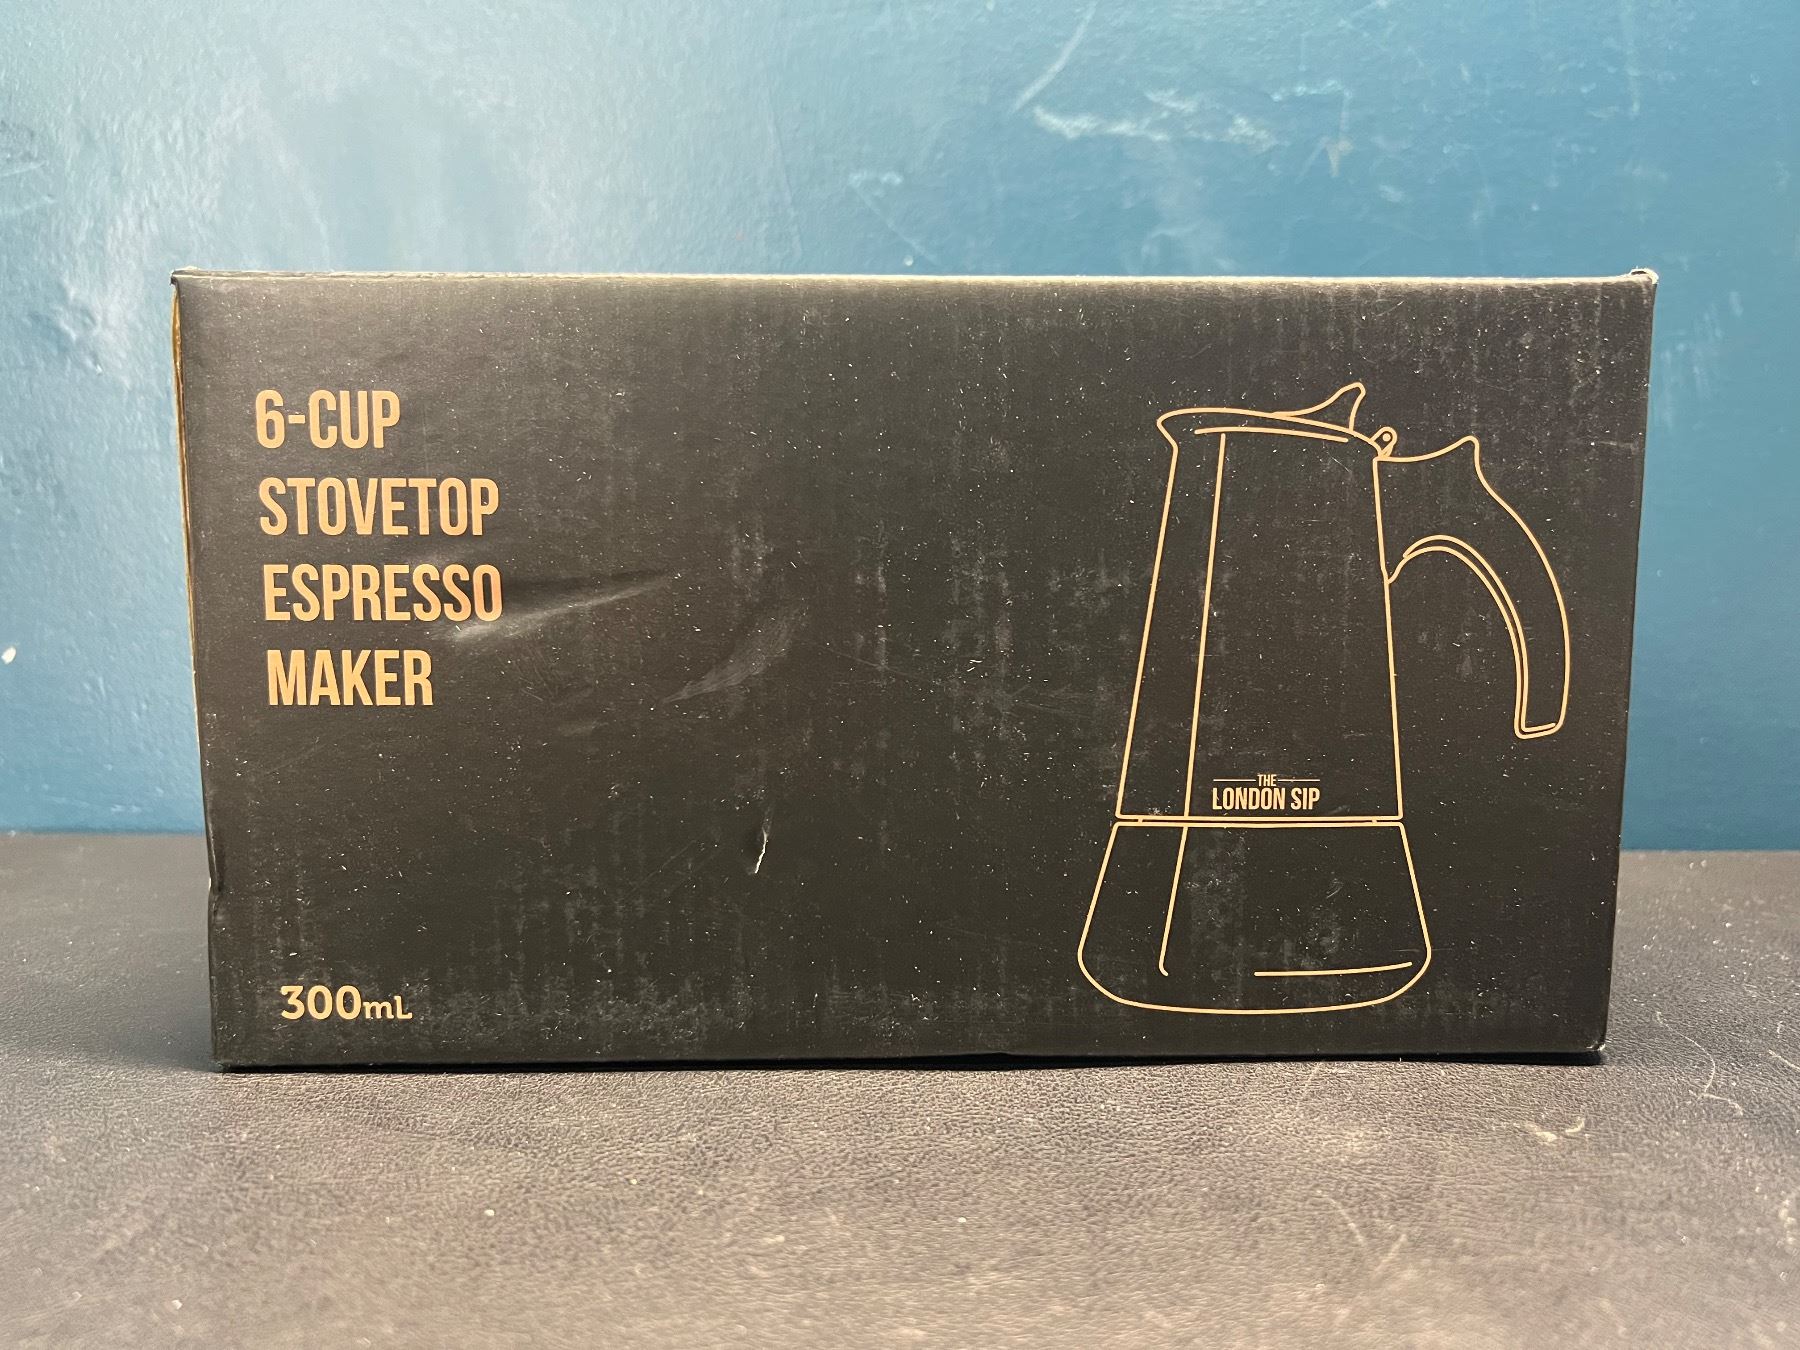 6-CUP
STOVETOP
ESPRESSO
MAKER
300mL
THE
LONDON SIP